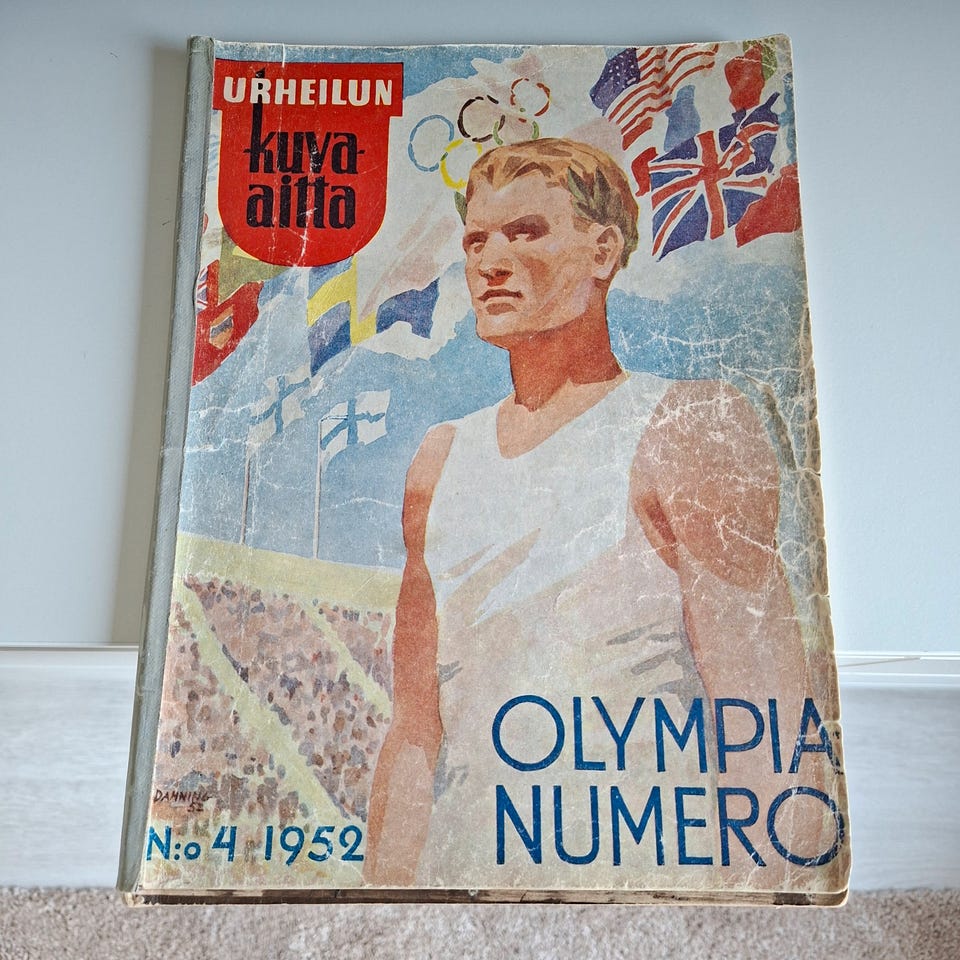 URHEILUN
kuva-
aitta
OLYMPIA
NUMERO
DANNING
52
N:o 4 1952